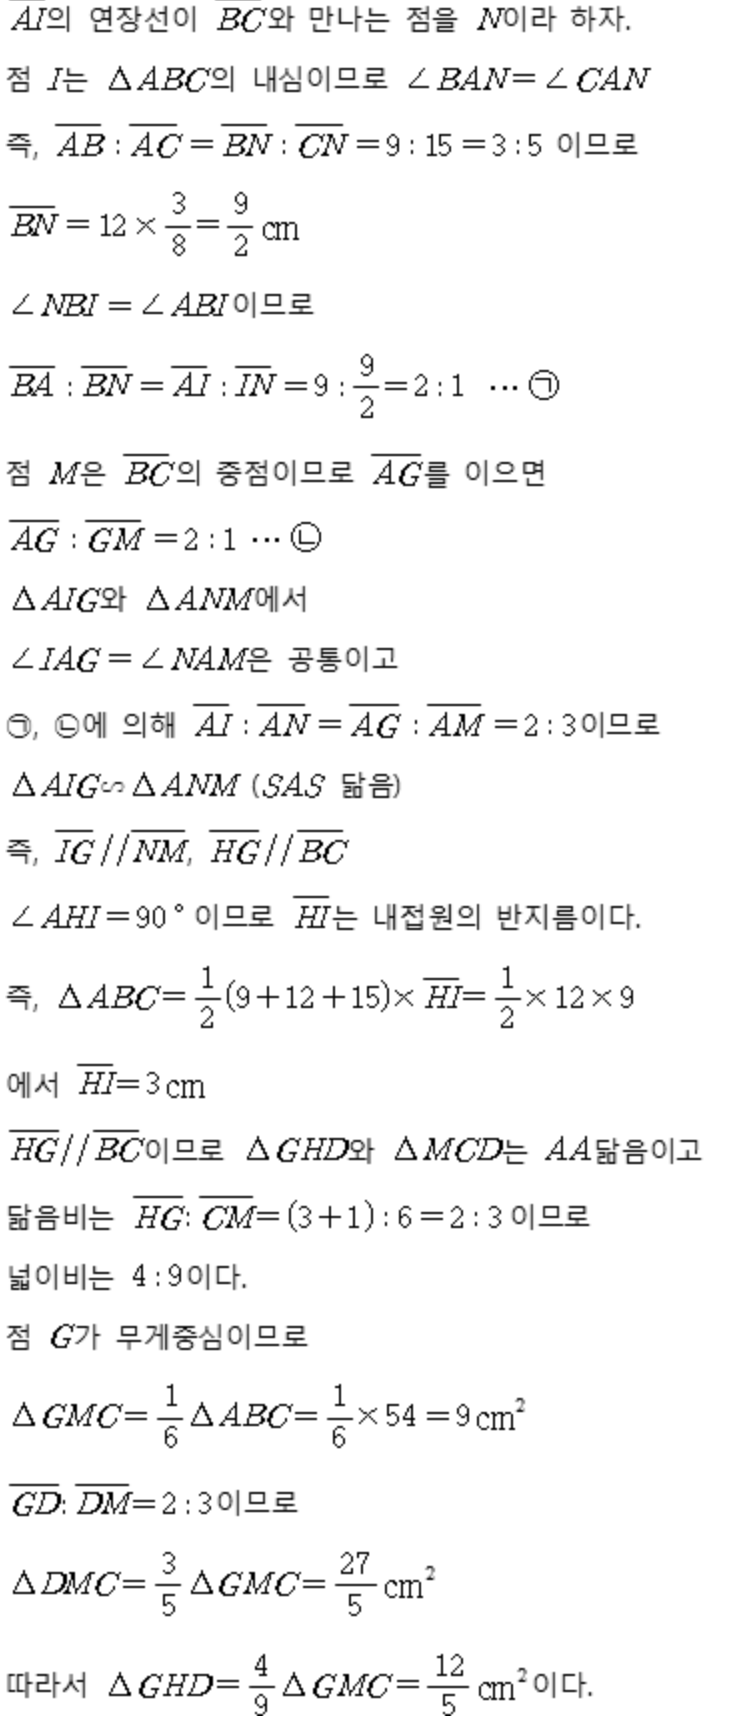 AI의 연장선이 BC와 만나는 점을 N이라 하자.
점 I는 △ABC의 내심이므로 ∠BAN=∠CAN
즉, AB : AC = BN : CN = 9 : 15 = 3 : 5 이므로
BN = 12 × 3/8 = 9/2 cm
∠NBI = ∠ABI이므로
BA : BN = AI : IN = 9 : 9/2 = 2 : 1 … ㉠
점 M은 BC의 중점이므로 AG를 이으면
AG : GM = 2 : 1 … ㉡
△AIG와 △ANM에서
∠IAG = ∠NAM은 공통이고
㉠, ㉡에 의해 AI : AN = AG : AM = 2 : 3이므로
△AIG∽△ANM (SAS 닮음)
즉, IG//NM, HG//BC
∠AHI = 90° 이므로 HI는 내접원의 반지름이다.
즉, △ABC= 1/2(9+12+15)× HI= 1/2 × 12 × 9
에서 HI= 3 cm
HG//BC이므로 △GHD와 △MCD는 AA닮음이고
닮음비는 HG: CM= (3+1) : 6 = 2 : 3 이므로
넓이비는 4 : 9이다.
점 G가 무게중심이므로
△GMC= 1/6 △ABC= 1/6 × 54 = 9 cm²
GD: DM= 2 : 3이므로
△DMC= 3/5 △GMC= 27/5 cm²
따라서 △GHD= 4/9 △GMC= 12/5 cm²이다.